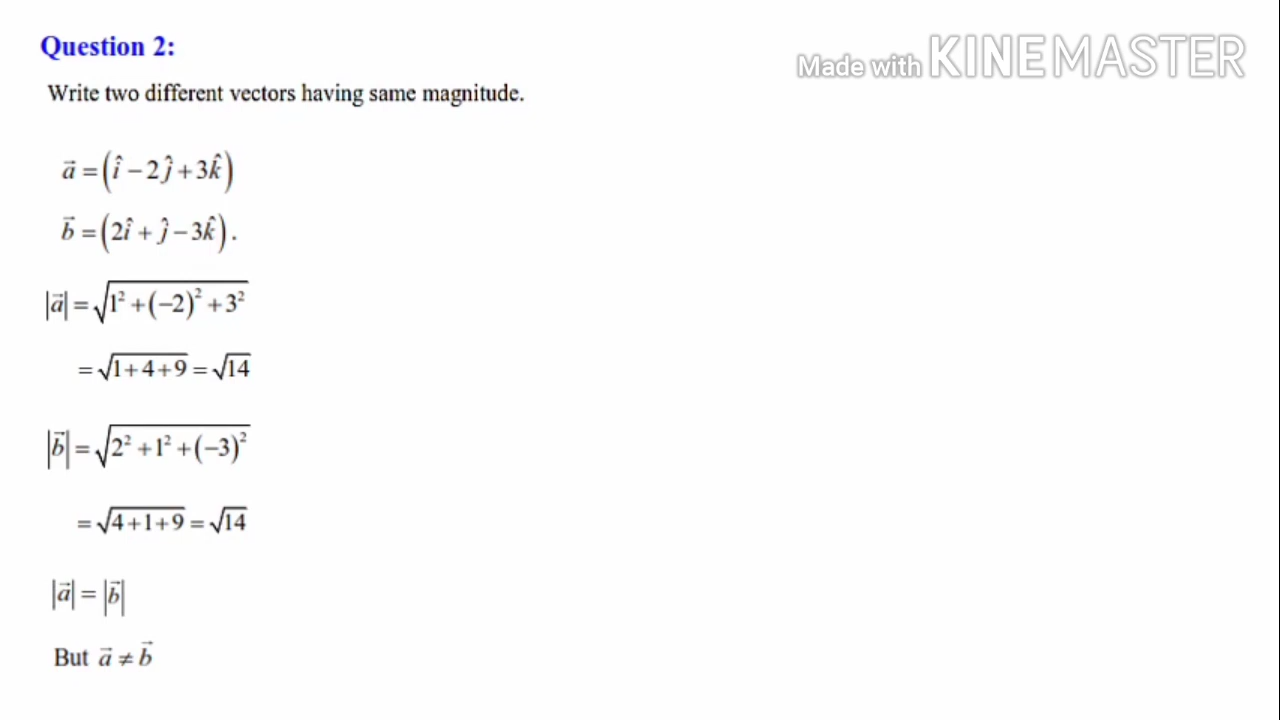 Question 2:
Made with KINEMASTER
Write two different vectors having same magnitude.
a⃗ = (î − 2ĵ + 3k̂)
b⃗ = (2î + ĵ − 3k̂).
|a⃗| = √(1² + (−2)² + 3²)
= √(1+4+9) = √14
|b⃗| = √(2² + 1² + (−3)²)
= √(4+1+9) = √14
|a⃗| = |b⃗|
But a⃗ ≠ b⃗